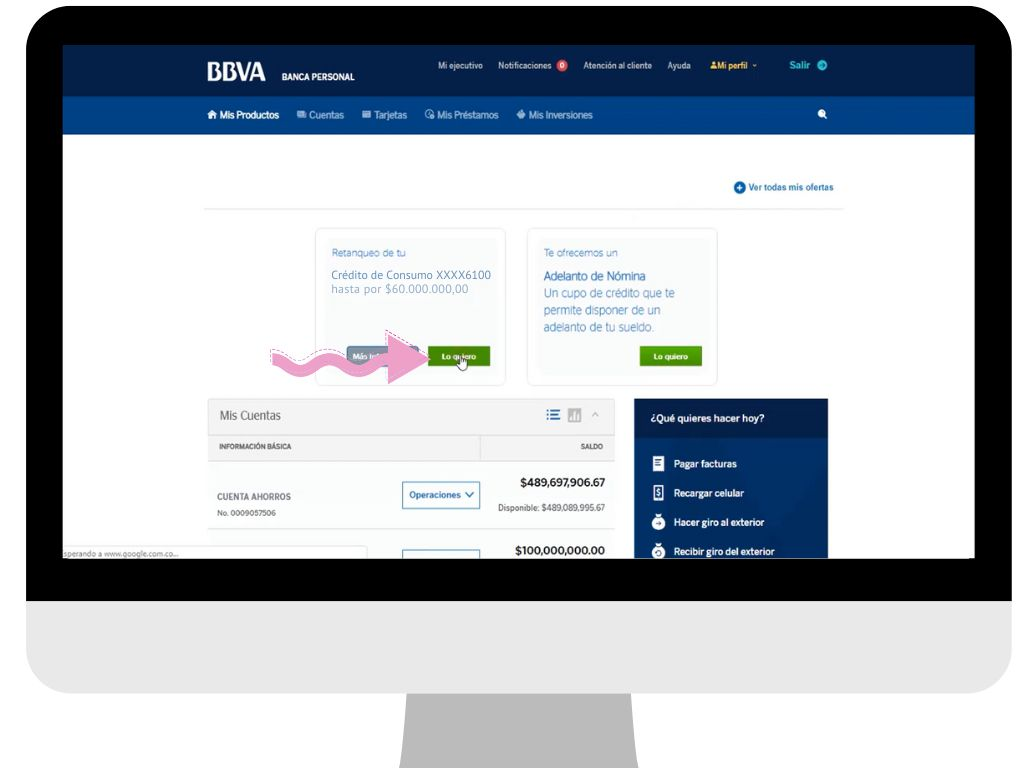 BBVA BANCA PERSONAL
Mi ejecutivo Notificaciones 0 Atención al cliente Ayuda Mi perfil Salir
Mis Productos Cuentas Tarjetas Mis Préstamos Mis Inversiones
Ver todas mis ofertas
Retanqueo de tu
Crédito de Consumo XXXX6100
hasta por $60.000.000,00
Más
Lo quiero
Te ofrecemos un
Adelanto de Nómina
Un cupo de crédito que te
permite disponer de un
adelanto de tu sueldo.
Lo quiero
Mis Cuentas
INFORMACIÓN BÁSICA SALDO
CUENTA AHORROS
No. 0009057506
Operaciones
$489,697,906.67
Disponible: $489,089,995.67
$100,000,000.00
¿Qué quieres hacer hoy?
Pagar facturas
Recargar celular
Hacer giro al exterior
Recibir giro del exterior
sperando a www.google.com.co...